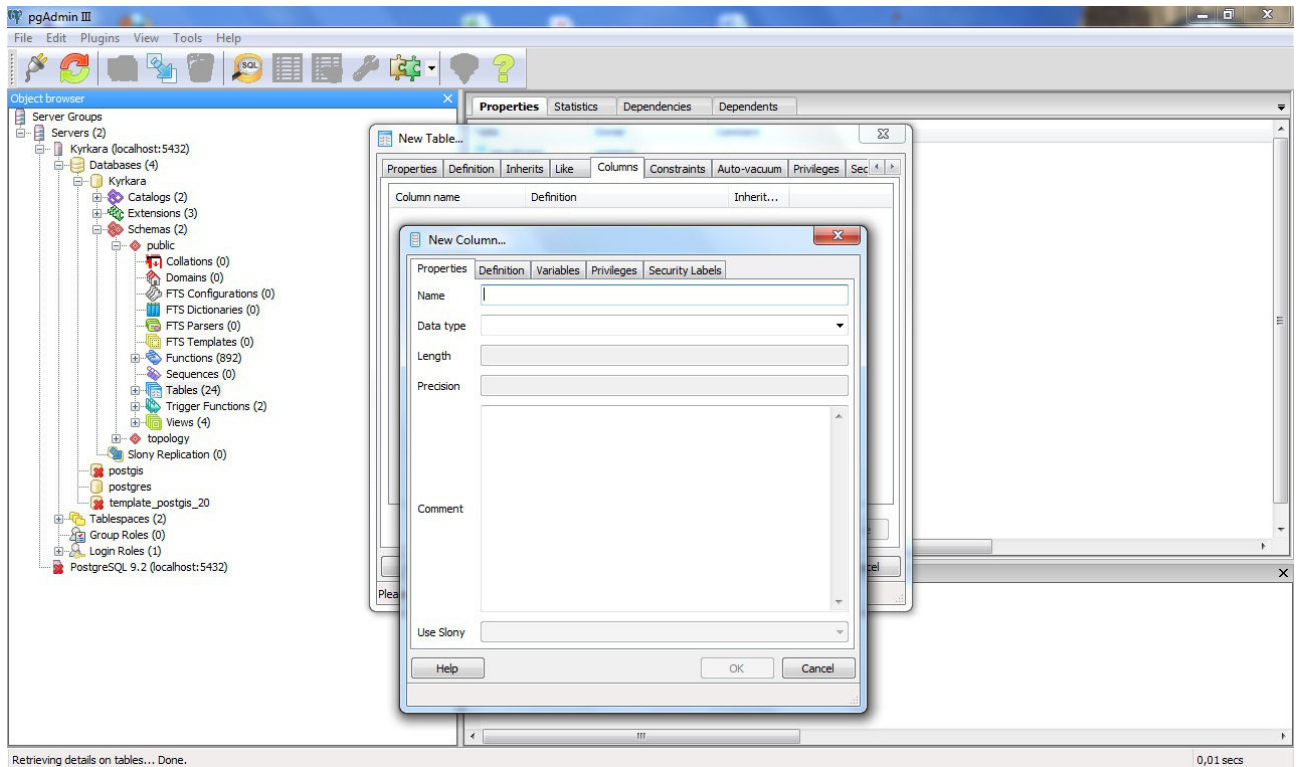 pgAdmin III
File Edit Plugins View Tools Help
SQL
Object browser
Server Groups
Servers (2)
Kyrkara (localhost:5432)
Databases (4)
Kyrkara
Catalogs (2)
Extensions (3)
Schemas (2)
public
Collations (0)
Domains (0)
FTS Configurations (0)
FTS Dictionaries (0)
FTS Parsers (0)
FTS Templates (0)
Functions (892)
Sequences (0)
Tables (24)
Trigger Functions (2)
Views (4)
topology
Slony Replication (0)
postgis
postgres
template_postgis_20
Tablespaces (2)
Group Roles (0)
Login Roles (1)
PostgreSQL 9.2 (localhost:5432)
Properties Statistics Dependencies Dependents
New Table...
Properties Definition Inherits Like Columns Constraints Auto-vacuum Privileges Sec
Column name Definition Inherit...
New Column...
Properties Definition Variables Privileges Security Labels
Name
Data type
Length
Precision
Comment
Use Slony
Help OK Cancel
cel
Plea
Retrieving details on tables... Done. 0,01 secs